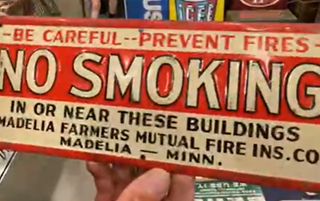 ICEE
-BE CAREFUL--PREVENT FIRES-
NO SMOKING
IN OR NEAR THESE BUILDINGS
MADELIA FARMERS MUTUAL FIRE INS. CO
MADELIA — MINN.